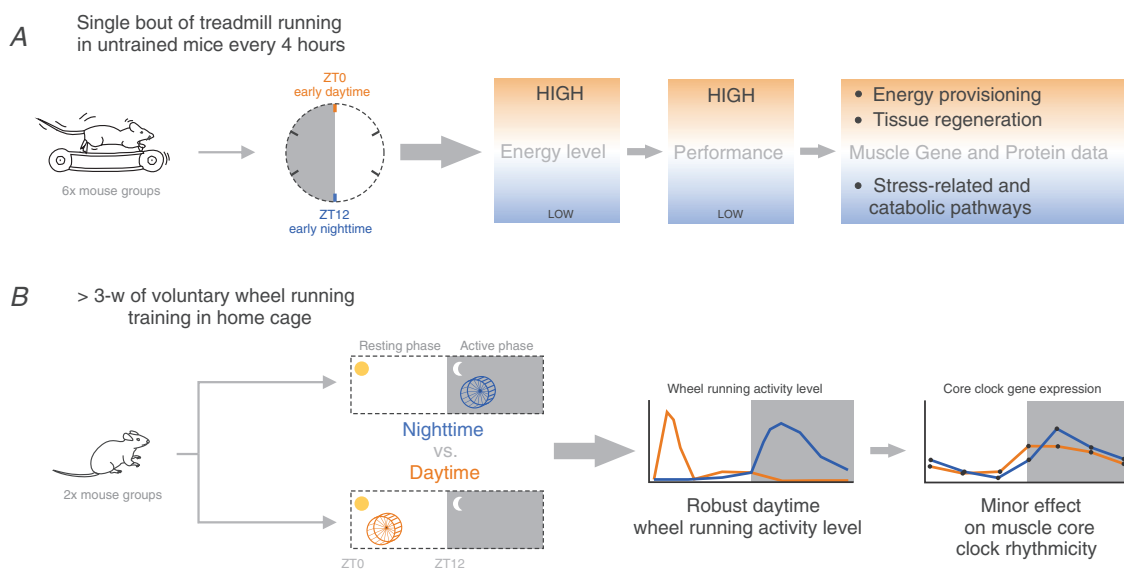 A
Single bout of treadmill running
in untrained mice every 4 hours
6x mouse groups
ZT0
early daytime
ZT12
early nighttime
HIGH
Energy level
LOW
HIGH
Performance
LOW
• Energy provisioning
• Tissue regeneration
Muscle Gene and Protein data
• Stress-related and
catabolic pathways
B
> 3-w of voluntary wheel running
training in home cage
2x mouse groups
Resting phase Active phase
Nighttime
vs.
Daytime
ZT0 ZT12
Wheel running activity level
Robust daytime
wheel running activity level
Core clock gene expression
Minor effect
on muscle core
clock rhythmicity